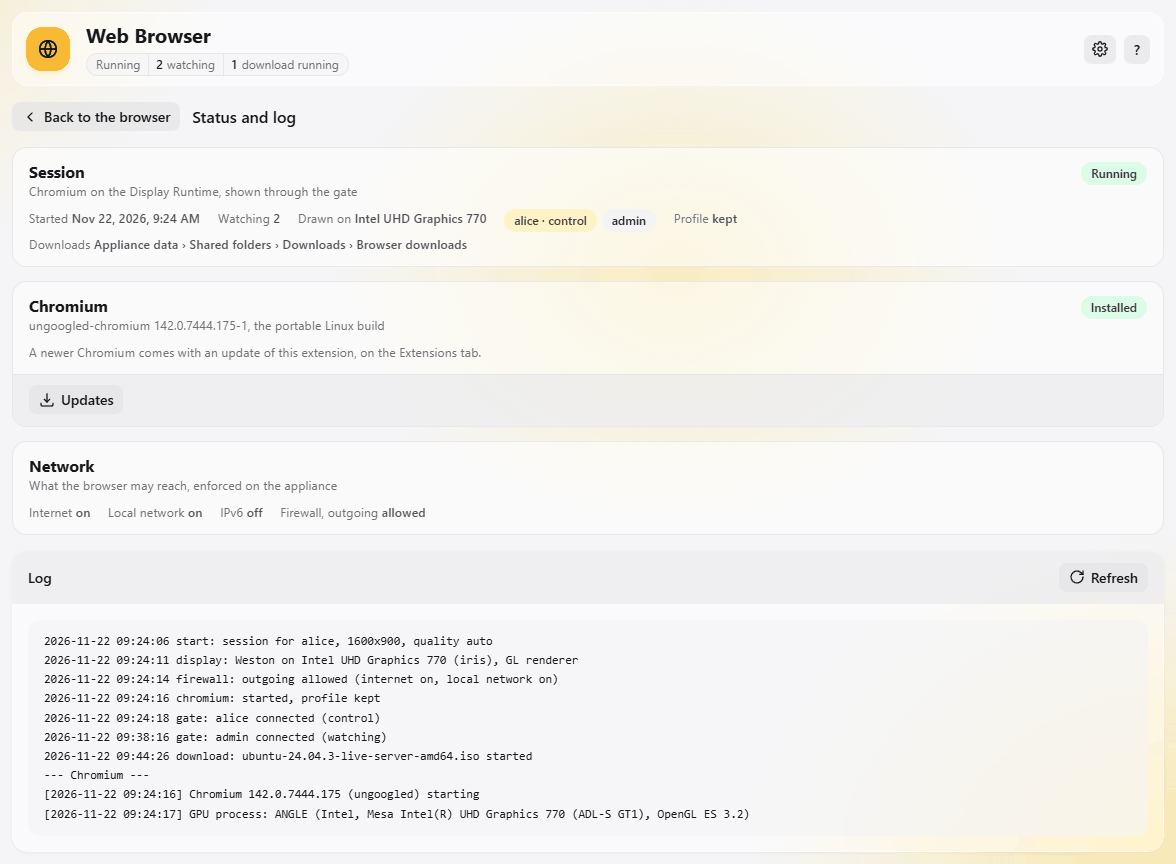 Web Browser
Running 2 watching 1 download running
?
Back to the browser Status and log
Session
Running
Chromium on the Display Runtime, shown through the gate
Started Nov 22, 2026, 9:24 AM Watching 2 Drawn on Intel UHD Graphics 770 alice · control admin Profile kept
Downloads Appliance data › Shared folders › Downloads › Browser downloads
Chromium
Installed
ungoogled-chromium 142.0.7444.175-1, the portable Linux build
A newer Chromium comes with an update of this extension, on the Extensions tab.
Updates
Network
What the browser may reach, enforced on the appliance
Internet on Local network on IPv6 off Firewall, outgoing allowed
Log Refresh
2026-11-22 09:24:06 start: session for alice, 1600x900, quality auto
2026-11-22 09:24:11 display: Weston on Intel UHD Graphics 770 (iris), GL renderer
2026-11-22 09:24:14 firewall: outgoing allowed (internet on, local network on)
2026-11-22 09:24:16 chromium: started, profile kept
2026-11-22 09:24:18 gate: alice connected (control)
2026-11-22 09:38:16 gate: admin connected (watching)
2026-11-22 09:44:26 download: ubuntu-24.04.3-live-server-amd64.iso started
--- Chromium ---
[2026-11-22 09:24:16] Chromium 142.0.7444.175 (ungoogled) starting
[2026-11-22 09:24:17] GPU process: ANGLE (Intel, Mesa Intel(R) UHD Graphics 770 (ADL-S GT1), OpenGL ES 3.2)